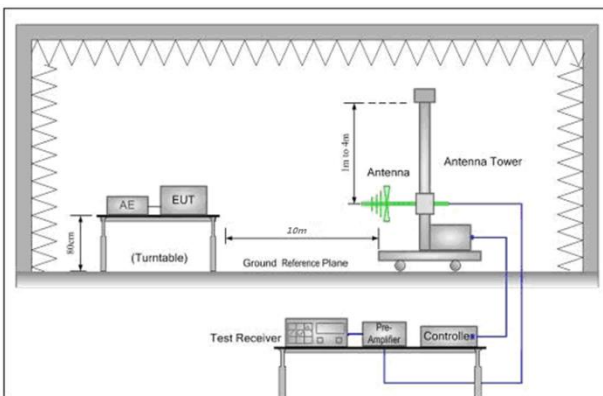 1m to 4m
Antenna
Antenna Tower
AE
EUT
80cm
(Turntable)
10m
Ground Reference Plane
Test Receiver
Pre-
Amplifier
Controller